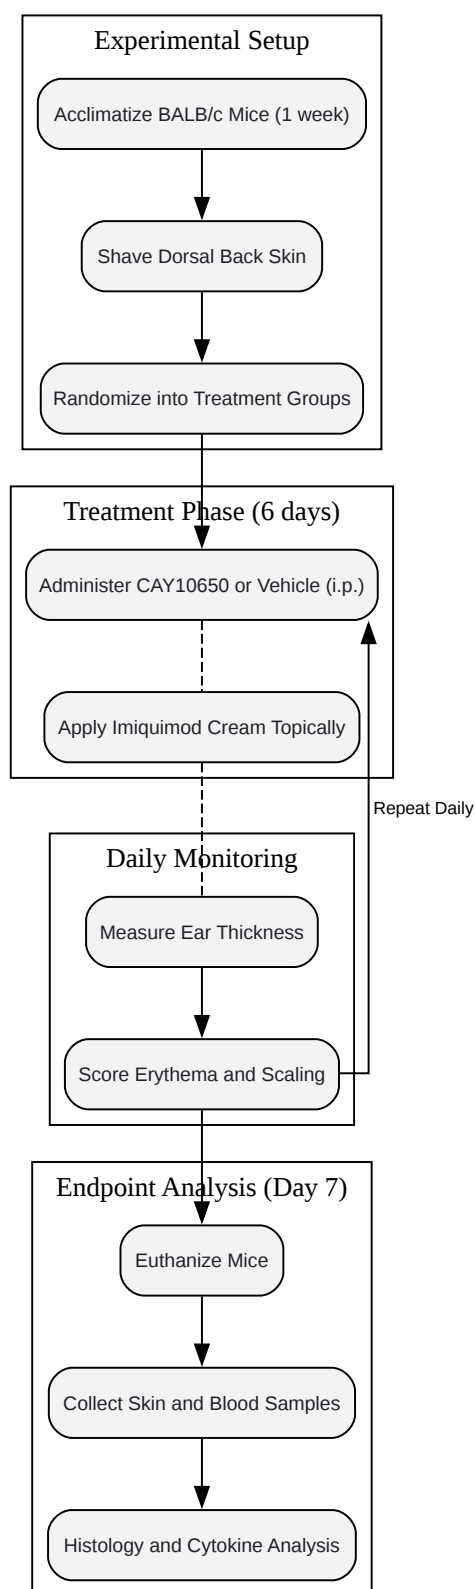 Experimental Setup
Acclimatize BALB/c Mice (1 week)
Shave Dorsal Back Skin
Randomize into Treatment Groups
Treatment Phase (6 days)
Administer CAY10650 or Vehicle (i.p.)
Apply Imiquimod Cream Topically
Repeat Daily
Daily Monitoring
Measure Ear Thickness
Score Erythema and Scaling
Endpoint Analysis (Day 7)
Euthanize Mice
Collect Skin and Blood Samples
Histology and Cytokine Analysis